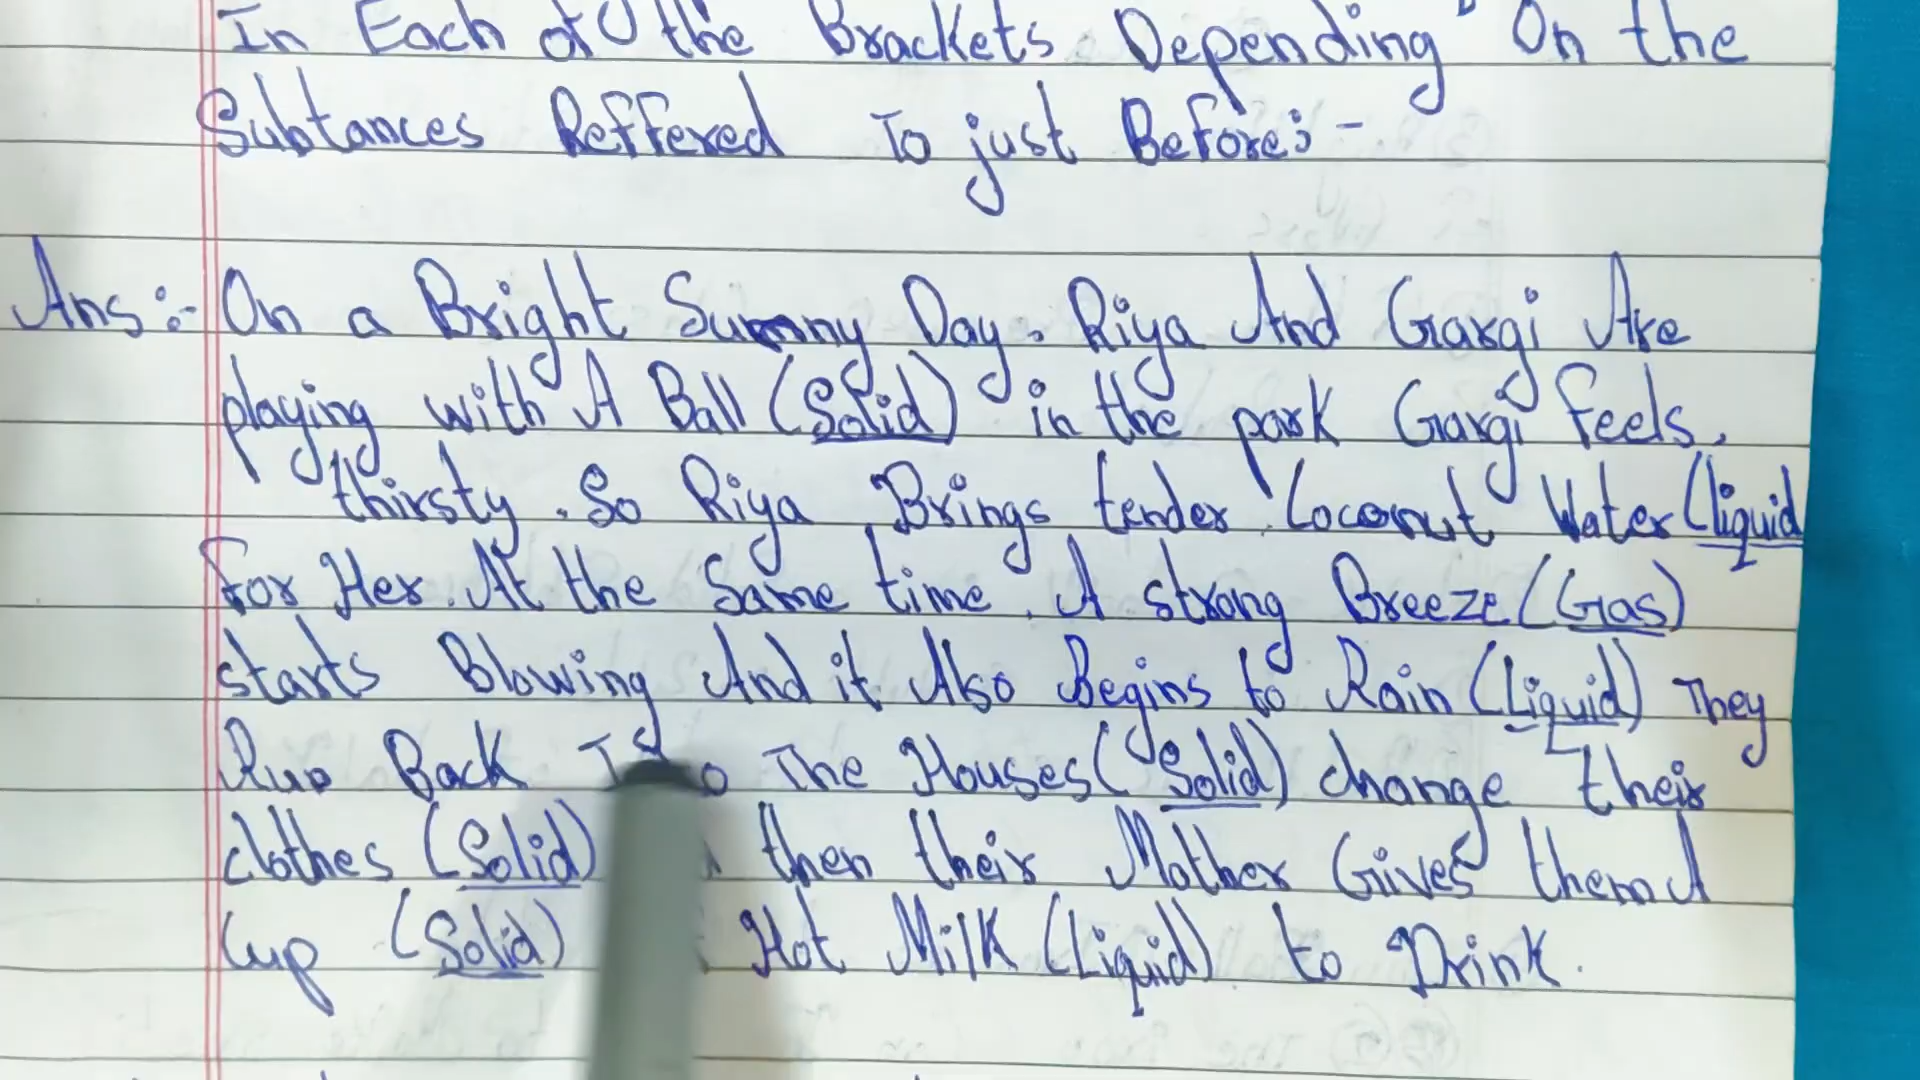 In Each of the Brackets Depending On the
Subtances Reffered To just Before:-
Ans:- On a Bright Sunny Day. Riya And Gargi Are
playing with A Ball (Solid) in the park Gargi feels,
thirsty. So Riya Brings tender Coconut Water (liquid
for Her. At the Same time, A strong Breeze (Gas)
starts Blowing And it Also Begins to Rain (Liquid) They
Back The Houses (Solid) change their
clothes (Solid) then their Mother Gives them A
Cup (Solid) Hot Milk (Liquid) to Drink.